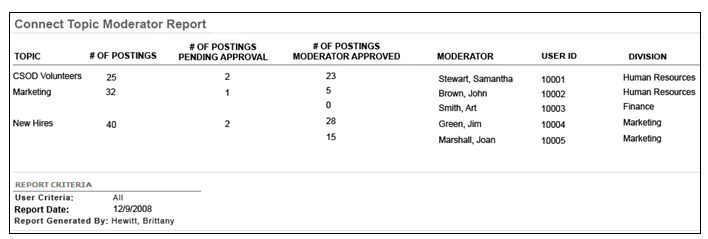 Connect Topic Moderator Report
TOPIC # OF POSTINGS # OF POSTINGS PENDING APPROVAL # OF POSTINGS MODERATOR APPROVED MODERATOR USER ID DIVISION
CSOD Volunteers 25 2 23 Stewart, Samantha 10001 Human Resources
Marketing 32 1 5 Brown, John 10002 Human Resources
0 Smith, Art 10003 Finance
New Hires 40 2 28 Green, Jim 10004 Marketing
15 Marshall, Joan 10005 Marketing
REPORT CRITERIA
User Criteria: All
Report Date: 12/9/2008
Report Generated By: Hewitt, Brittany